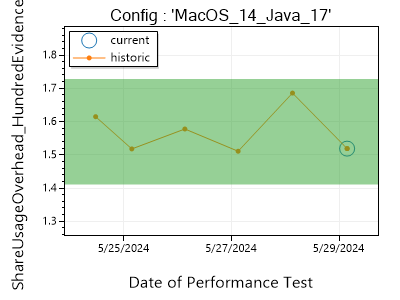 Config : 'MacOS_14_Java_17'
current
historic
ShareUsageOverhead_HundredEvidence
1.8
1.7
1.6
1.5
1.4
1.3
5/25/2024
5/27/2024
5/29/2024
Date of Performance Test